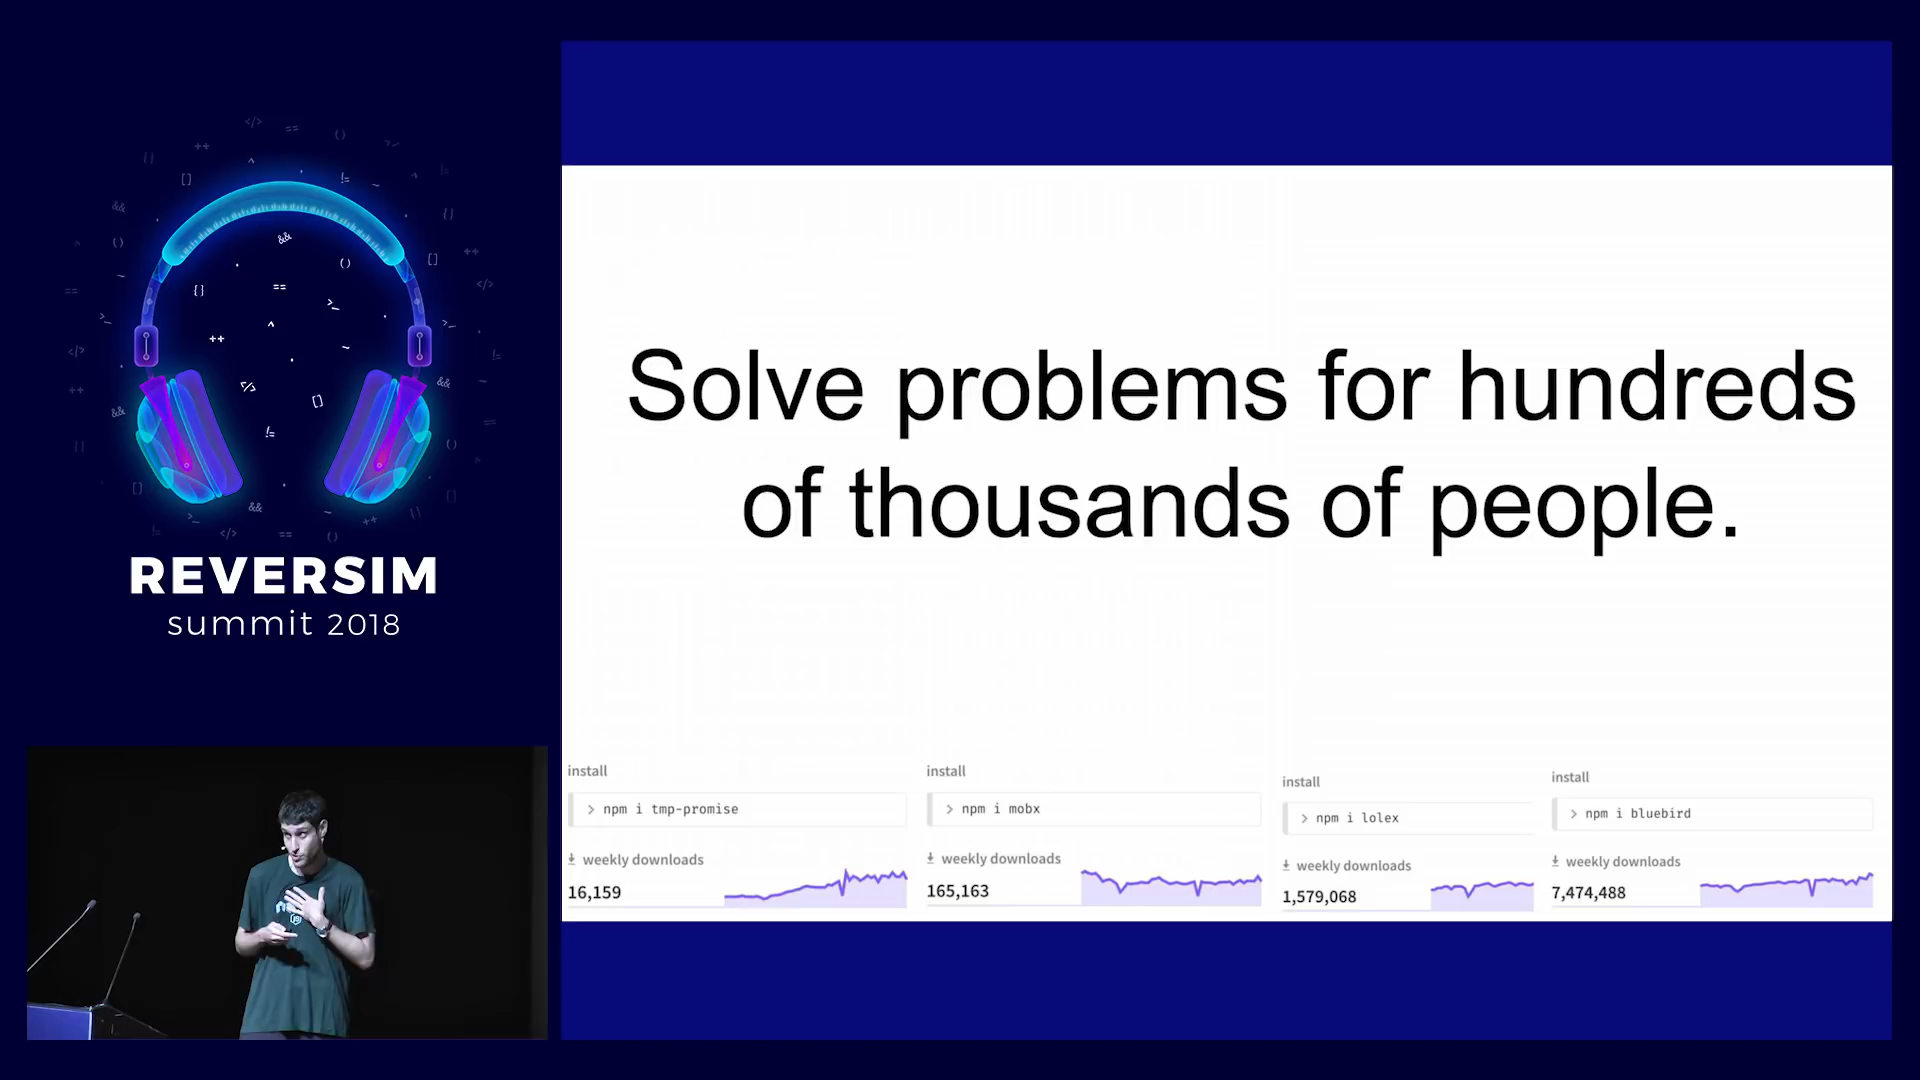 REVERSIM
summit 2018
Solve problems for hundreds
of thousands of people.
install
> npm i tmp-promise
weekly downloads
16,159
install
> npm i mobx
weekly downloads
165,163
install
> npm i lolex
weekly downloads
1,579,068
install
> npm i bluebird
weekly downloads
7,474,488